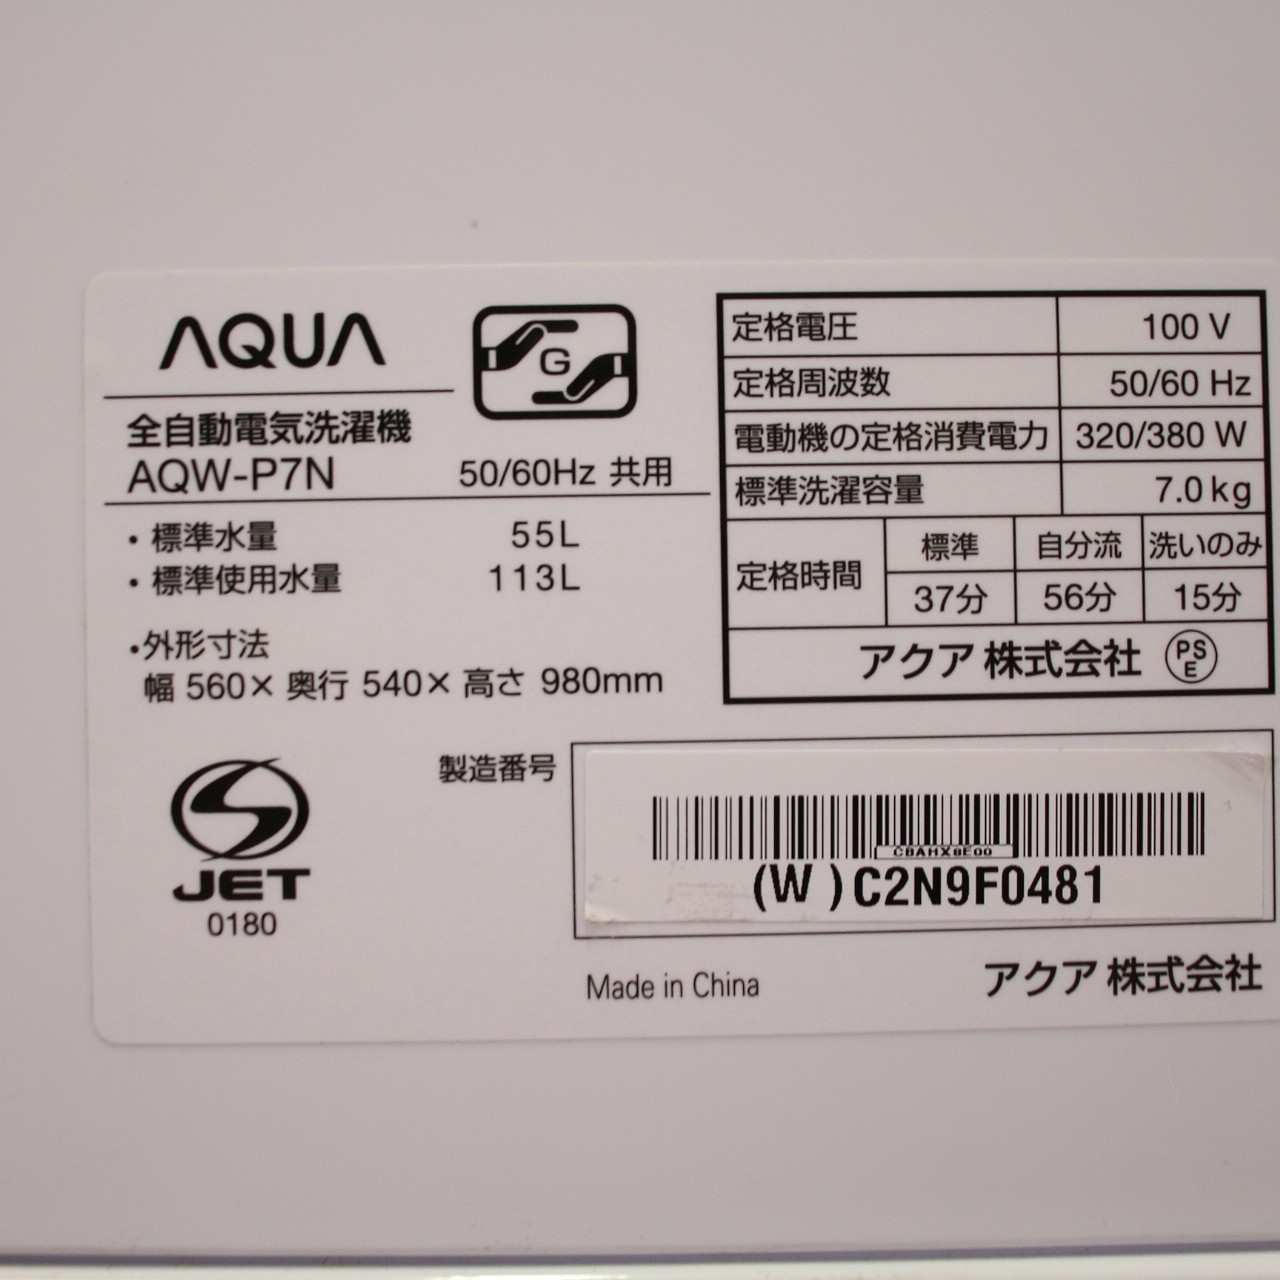 AQUA
G
全自動電気洗濯機
AQW-P7N 50/60Hz 共用
・標準水量 55L
・標準使用水量 113L
・外形寸法
幅 560× 奥行 540× 高さ 980mm
定格電圧 100 V
定格周波数 50/60 Hz
電動機の定格消費電力 320/380 W
標準洗濯容量 7.0kg
定格時間 標準 自分流 洗いのみ
37分 56分 15分
アクア 株式会社 PSE
JET
0180
製造番号
CBAHX8E00
(W )C2N9F0481
Made in China
アクア 株式会社